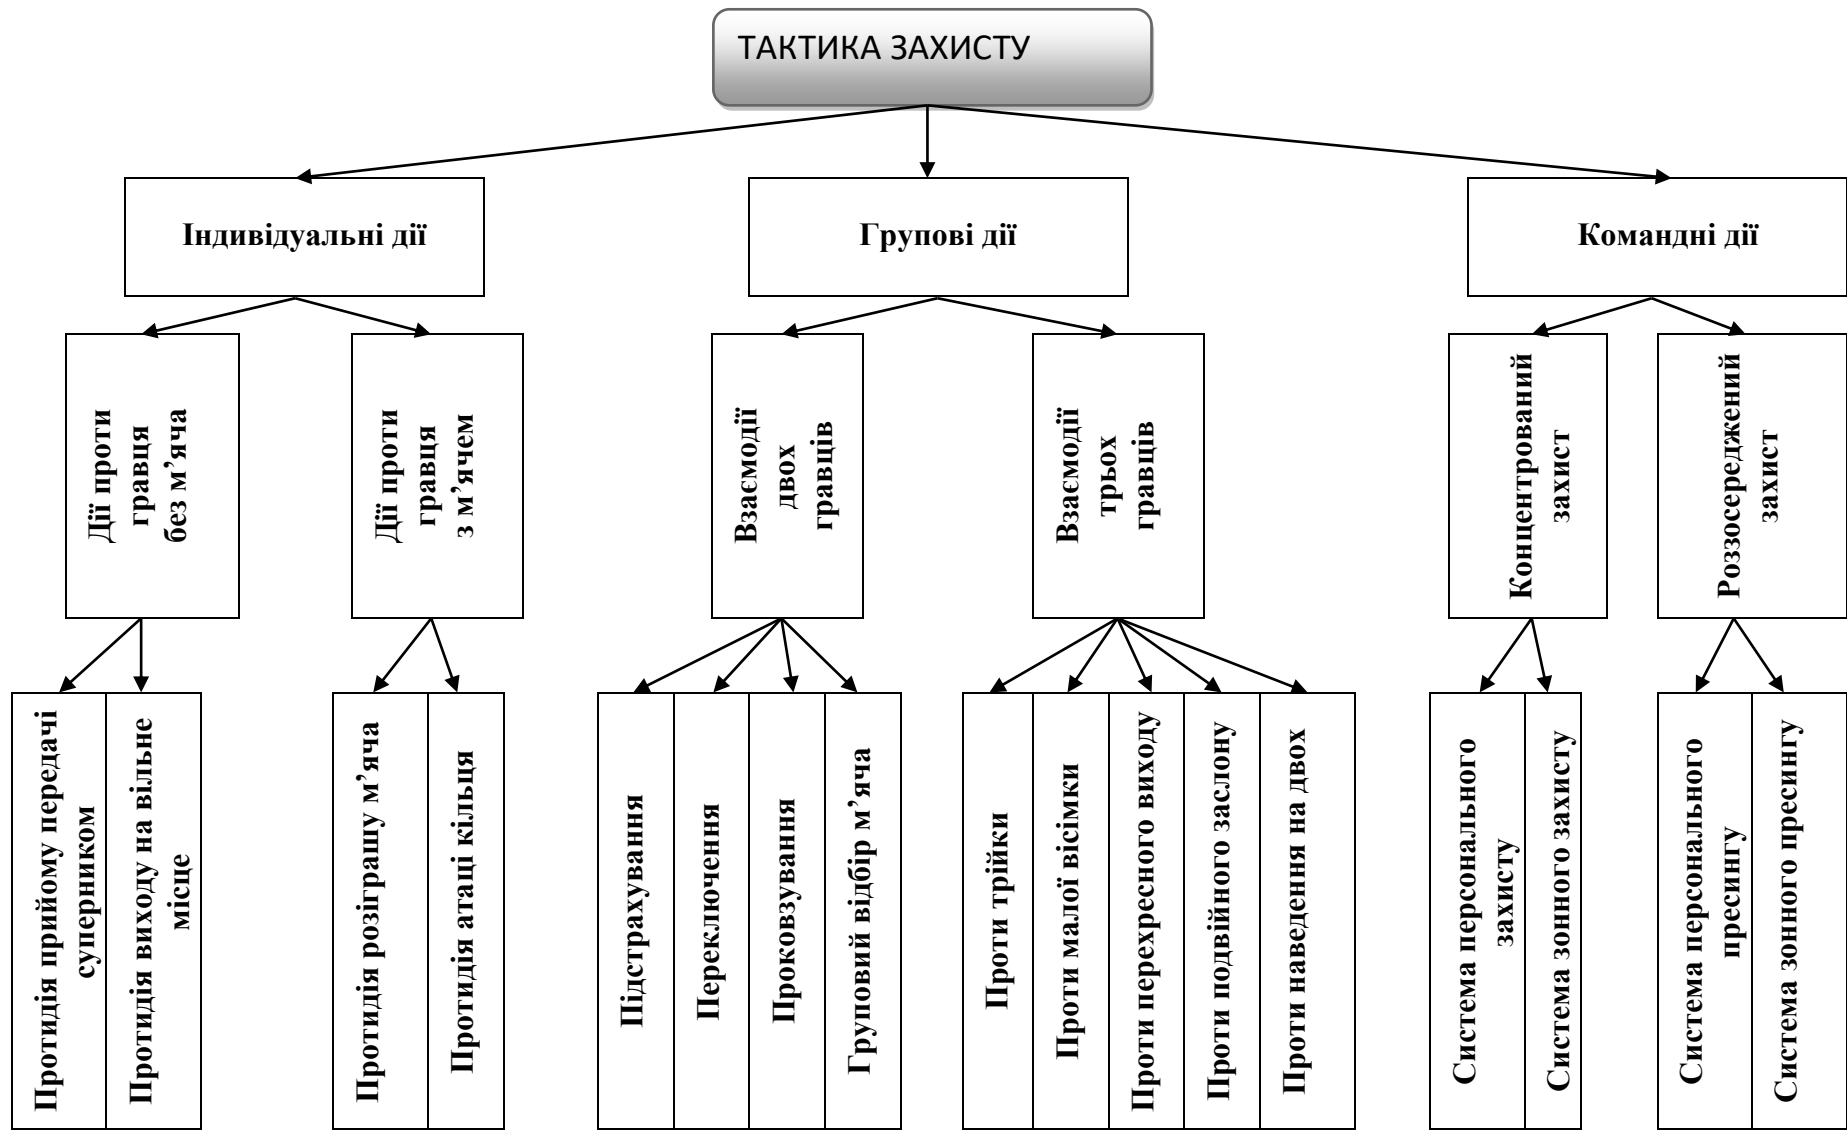 ТАКТИКА ЗАХИСТУ
Індивідуальні дії
Групові дії
Командні дії
Дії проти
гравця
без м’яча
Дії проти
гравця
з м’ячем
Взаємодії
двох
гравців
Взаємодії
трьох
гравців
Концентрований
захист
Роззосереджений
захист
Протидія прийому передачі
суперником
Протидія виходу на вільне
місце
Протидія розіграшу м’яча
Протидія атаці кільця
Підстрахування
Переключення
Проковзування
Груповий відбір м’яча
Проти трійки
Проти малої вісімки
Проти перехресного виходу
Проти подвійного заслону
Проти наведення на двох
Система персонального
захисту
Система зонного захисту
Система персонального
пресингу
Система зонного пресингу